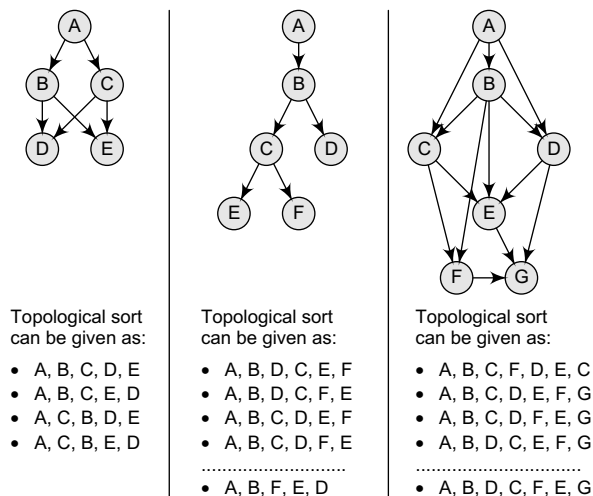 A
B
C
D
E
Topological sort
can be given as:
• A, B, C, D, E
• A, B, C, E, D
• A, C, B, D, E
• A, C, B, E, D
A
B
C
D
E
F
Topological sort
can be given as:
• A, B, D, C, E, F
• A, B, D, C, F, E
• A, B, C, D, E, F
• A, B, C, D, F, E
............................
• A, B, F, E, D
A
B
C
D
E
F
G
Topological sort
can be given as:
• A, B, C, F, D, E, C
• A, B, C, D, E, F, G
• A, B, C, D, F, E, G
• A, B, D, C, E, F, G
................................
• A, B, D, C, F, E, G